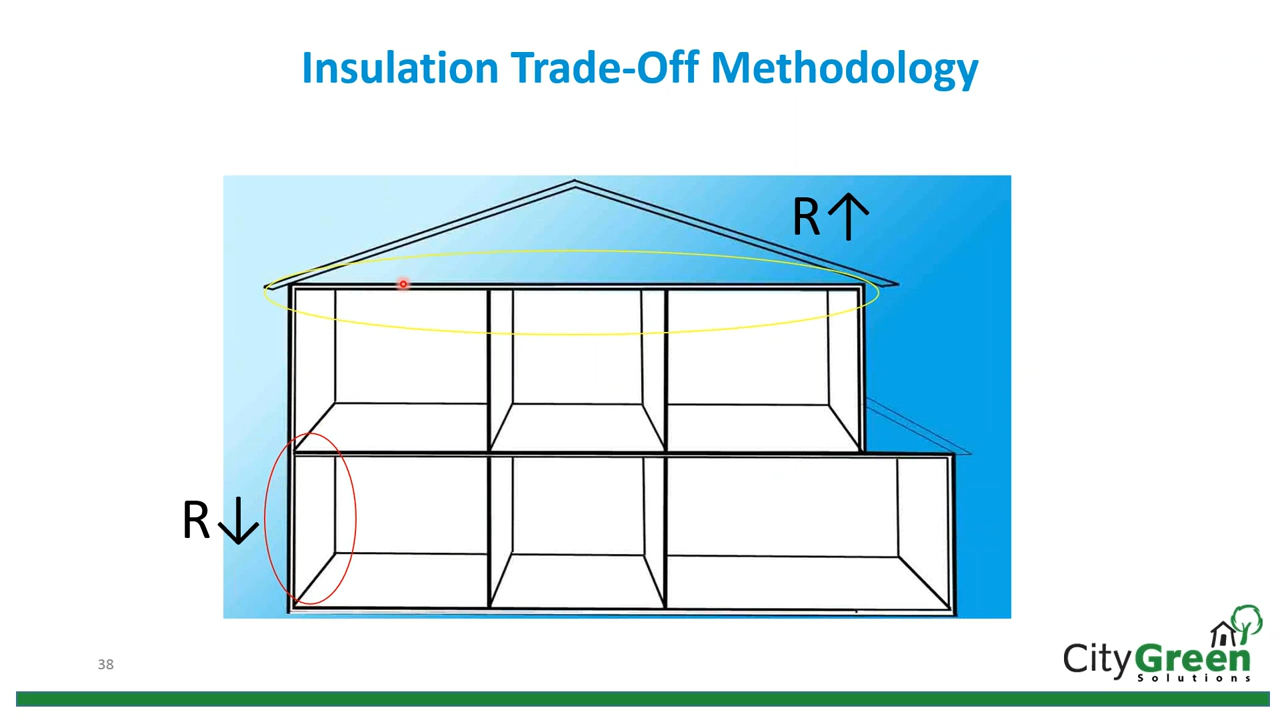 Insulation Trade-Off Methodology
R↑
R↓
38
CityGreen
Solutions